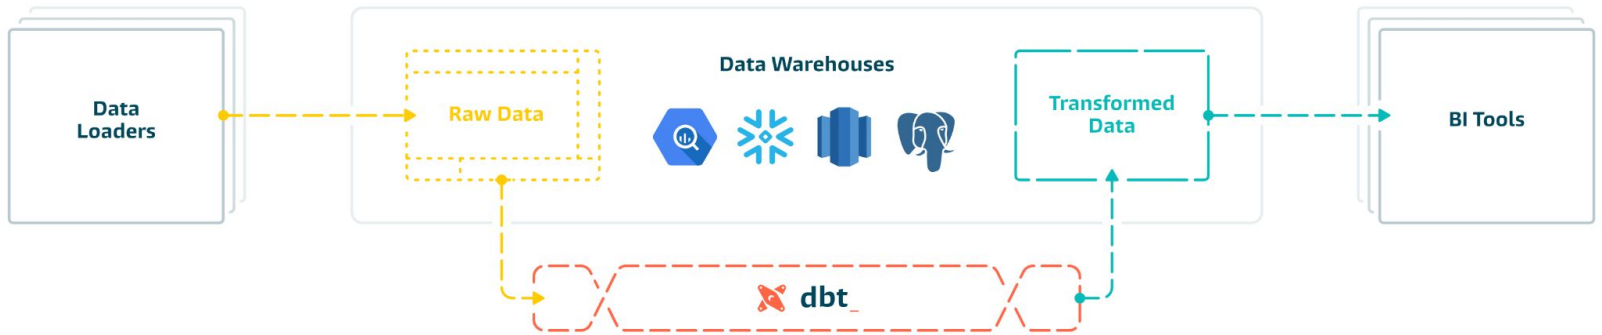 Data
Loaders
Raw Data
Data Warehouses
Transformed
Data
BI Tools
dbt_